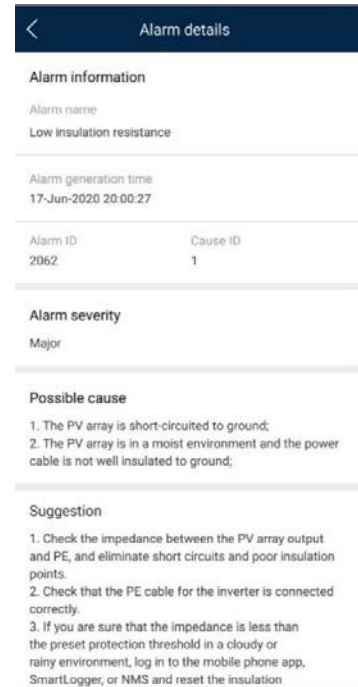 Alarm details
Alarm information
Alarm name
Low insulation resistance
Alarm generation time
17-Jun-2020 20:00:27
Alarm ID Cause ID
2062 1
Alarm severity
Major
Possible cause
1. The PV array is short-circuited to ground;
2. The PV array is in a moist environment and the power
cable is not well insulated to ground;
Suggestion
1. Check the impedance between the PV array output
and PE, and eliminate short circuits and poor insulation
points.
2. Check that the PE cable for the inverter is connected
correctly.
3. If you are sure that the impedance is less than
the preset protection threshold in a cloudy or
rainy environment, log in to the mobile phone app,
SmartLogger, or NMS and reset the insulation